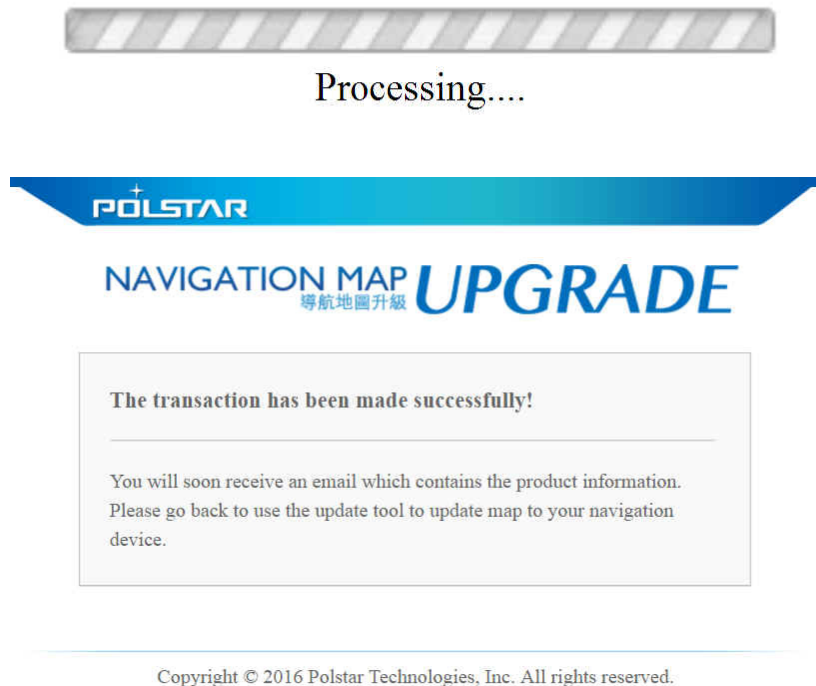 Processing....
POLSTAR
NAVIGATION MAP UPGRADE
導航地圖升級
The transaction has been made successfully!
You will soon receive an email which contains the product information.
Please go back to use the update tool to update map to your navigation
device.
Copyright © 2016 Polstar Technologies, Inc. All rights reserved.